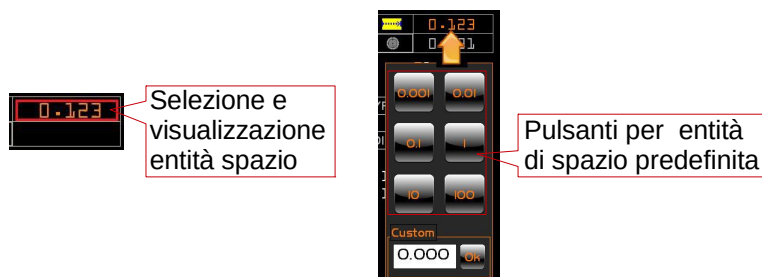 0.123
Selezione e
visualizzazione
entità spazio
0.123
0.001
0.01
0.1
1
10
100
Pulsanti per entità
di spazio predefinita
Custom
0.000
Ok